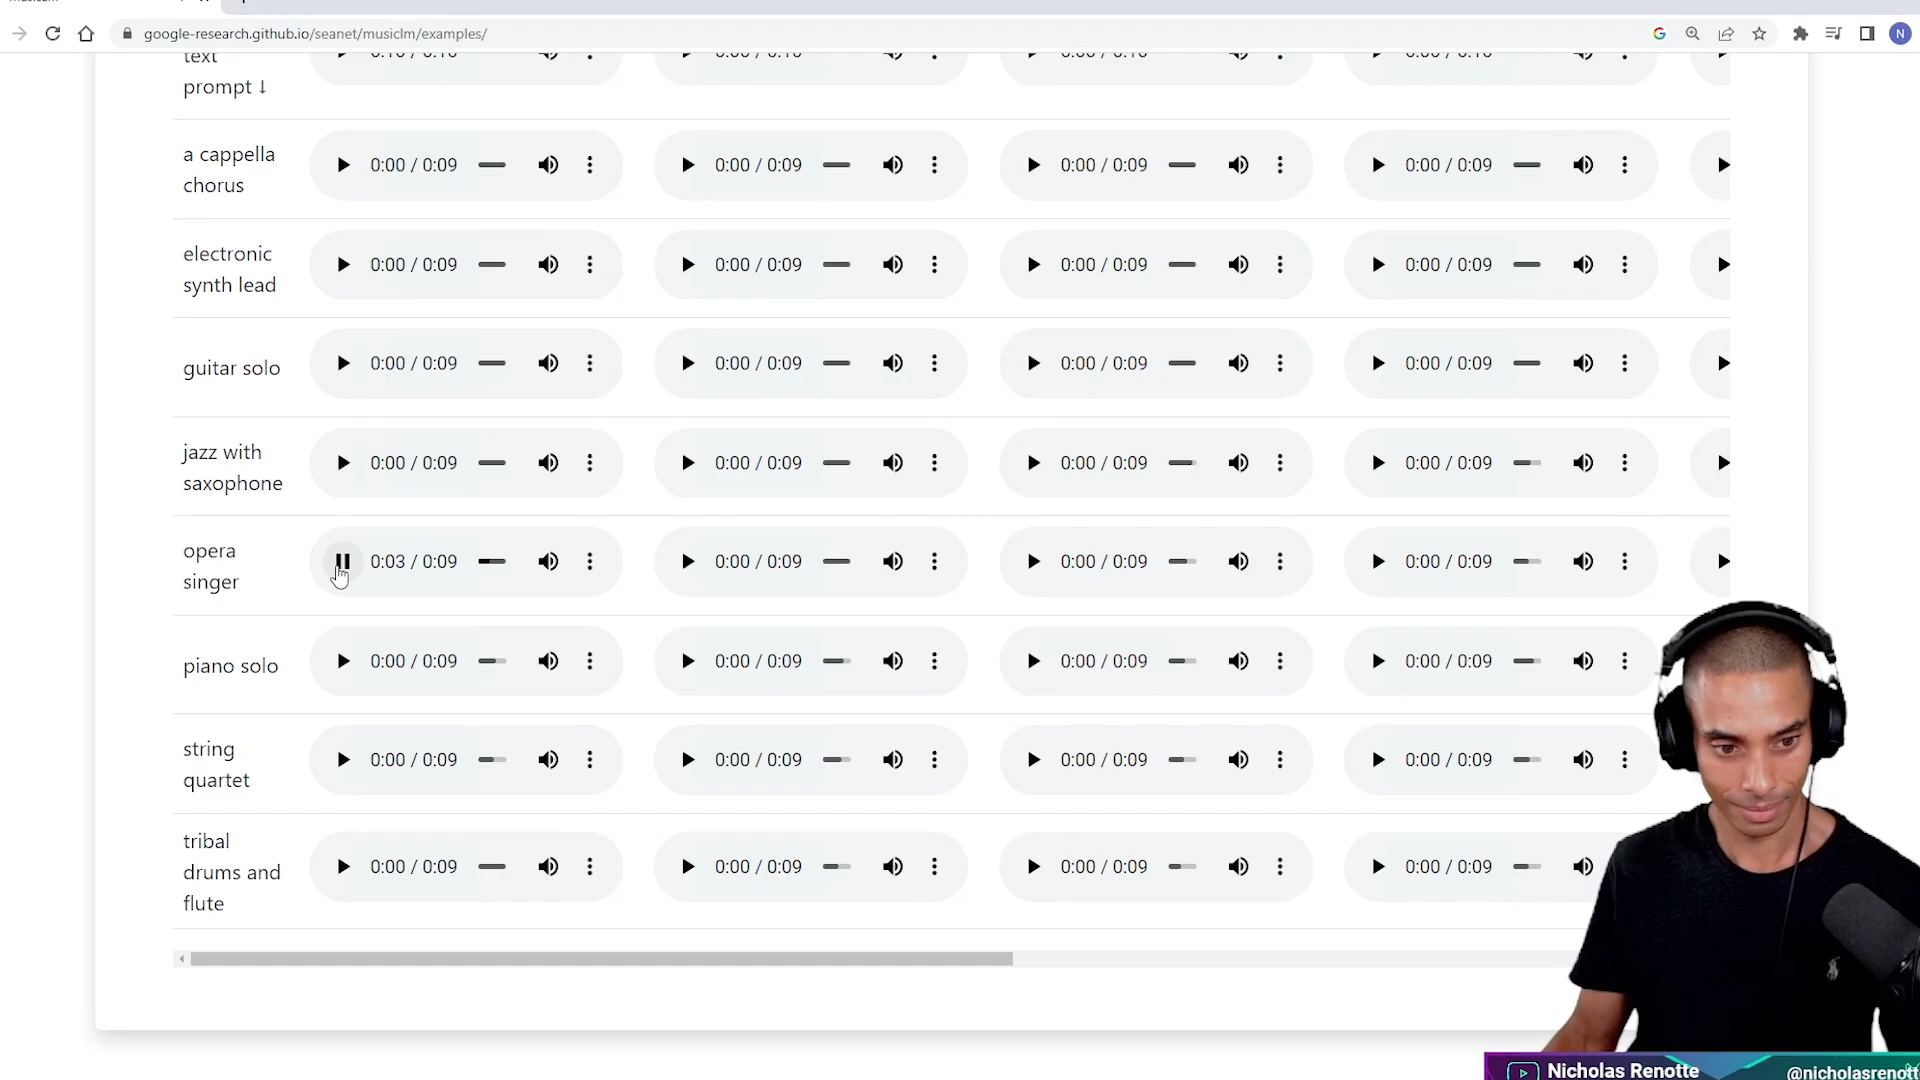 google-research.github.io/seanet/musiclm/examples/
N
text
prompt ↓
a cappella
chorus
0:00 / 0:09
0:00 / 0:09
0:00 / 0:09
0:00 / 0:09
electronic
synth lead
0:00 / 0:09
0:00 / 0:09
0:00 / 0:09
0:00 / 0:09
guitar solo
0:00 / 0:09
0:00 / 0:09
0:00 / 0:09
0:00 / 0:09
jazz with
saxophone
0:00 / 0:09
0:00 / 0:09
0:00 / 0:09
0:00 / 0:09
opera
singer
0:03 / 0:09
0:00 / 0:09
0:00 / 0:09
0:00 / 0:09
piano solo
0:00 / 0:09
0:00 / 0:09
0:00 / 0:09
0:00 / 0:09
string
quartet
0:00 / 0:09
0:00 / 0:09
0:00 / 0:09
0:00 / 0:09
tribal
drums and
flute
0:00 / 0:09
0:00 / 0:09
0:00 / 0:09
0:00 / 0:09
Nicholas Renotte
@nicholasrenott